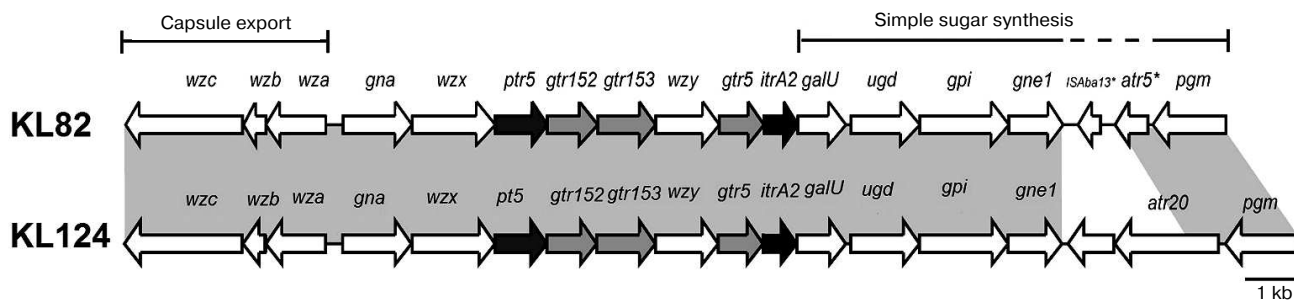 Capsule export Simple sugar synthesis
wzc wzb wza gna wzx ptr5 gtr152 gtr153 wzy gtr5 itrA2 galU ugd gpi gne1 ISAba13* atr5* pgm
KL82
wzc wzb wza gna wzx pt5 gtr152 gtr153 wzy gtr5 itrA2 galU ugd gpi gne1 atr20 pgm
KL124
1 kb